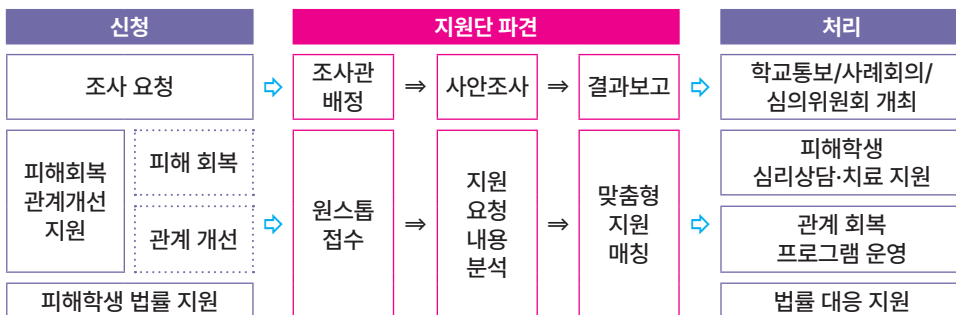 신청
지원단 파견
처리
조사 요청
⇨
조사관
배정
⇒
사안조사
⇒
결과보고
⇨
학교통보/사례회의/
심의위원회 개최
피해회복
관계개선
지원
피해 회복
관계 개선
⇨
원스톱
접수
⇒
지원
요청
내용
분석
⇒
맞춤형
지원
매칭
⇨
피해학생
심리상담·치료 지원
관계 회복
프로그램 운영
피해학생 법률 지원
법률 대응 지원